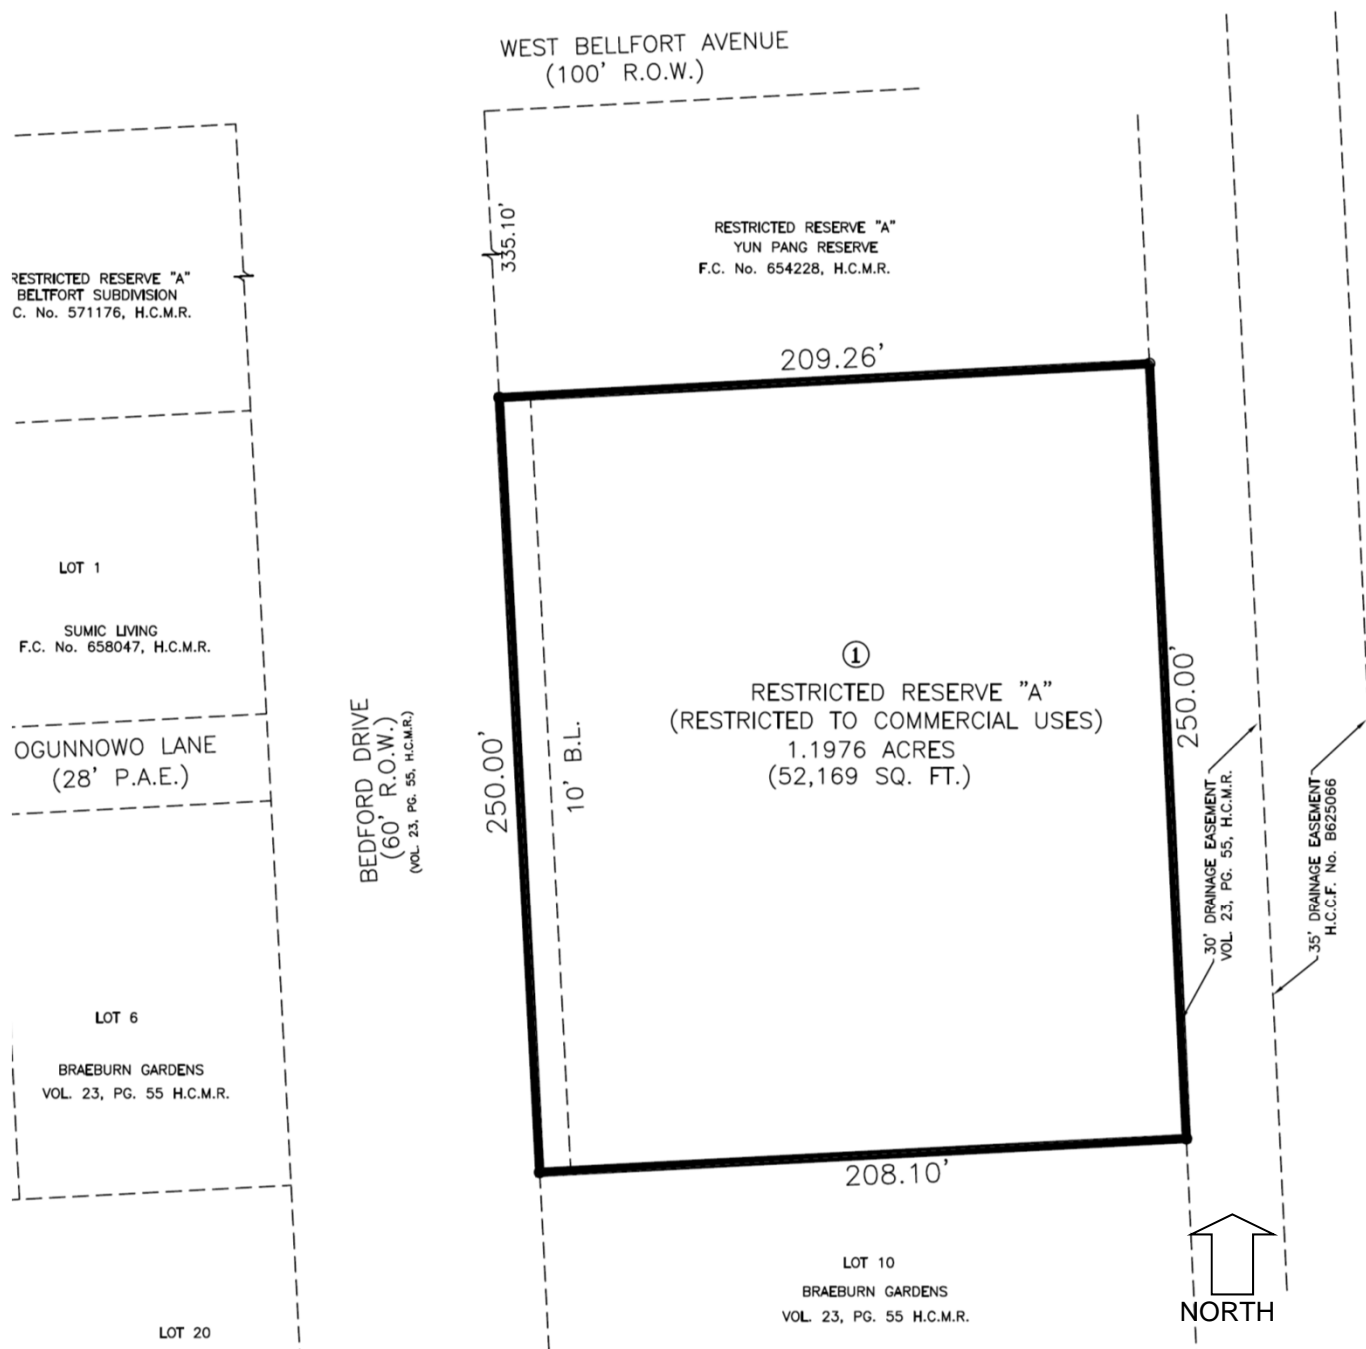 WEST BELLFORT AVENUE
(100' R.O.W.)
335.10'
RESTRICTED RESERVE "A"
YUN PANG RESERVE
F.C. No. 654228, H.C.M.R.
RESTRICTED RESERVE "A"
BELTFORT SUBDIVISION
C. No. 571176, H.C.M.R.
209.26'
LOT 1
SUMIC LIVING
F.C. No. 658047, H.C.M.R.
OGUNNOWO LANE
(28' P.A.E.)
BEDFORD DRIVE
(60' R.O.W.)
(VOL. 23, PG. 55, H.C.M.R.)
250.00'
10' B.L.
1
RESTRICTED RESERVE "A"
(RESTRICTED TO COMMERCIAL USES)
1.1976 ACRES
(52,169 SQ. FT.)
250.00'
30' DRAINAGE EASEMENT
VOL. 23, PG. 55, H.C.M.R.
35' DRAINAGE EASEMENT
H.C.C.F. No. B625066
LOT 6
BRAEBURN GARDENS
VOL. 23, PG. 55 H.C.M.R.
208.10'
LOT 10
BRAEBURN GARDENS
VOL. 23, PG. 55 H.C.M.R.
NORTH
LOT 20